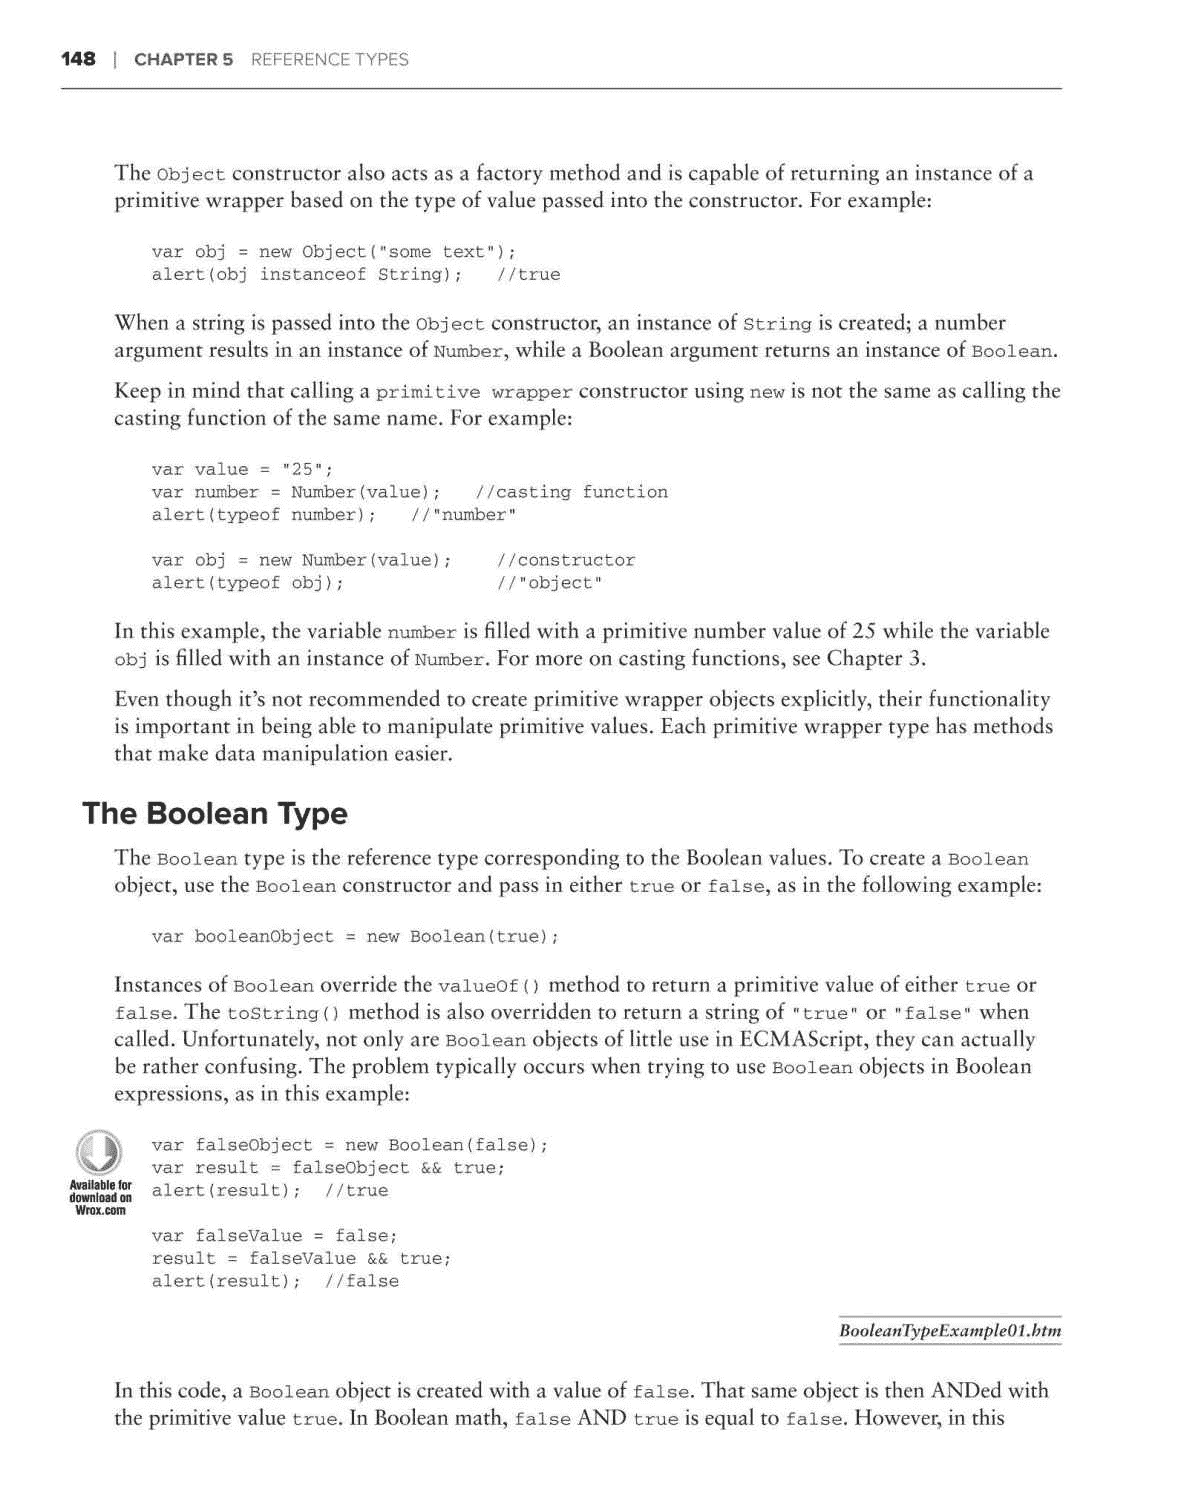 148 | CHAPTER 5 REFERENCE TYPES
The Object constructor also acts as a factory method and is capable of returning an instance of a
primitive wrapper based on the type of value passed into the constructor. For example:
var obj = new Object("some text");
alert(obj instanceof String);   //true
When a string is passed into the Object constructor, an instance of String is created; a number
argument results in an instance of Number, while a Boolean argument returns an instance of Boolean.
Keep in mind that calling a primitive wrapper constructor using new is not the same as calling the
casting function of the same name. For example:
var value = "25";
var number = Number(value);   //casting function
alert(typeof number);   //"number"
var obj = new Number(value);    //constructor
alert(typeof obj);              //"object"
In this example, the variable number is filled with a primitive number value of 25 while the variable
obj is filled with an instance of Number. For more on casting functions, see Chapter 3.
Even though it's not recommended to create primitive wrapper objects explicitly, their functionality
is important in being able to manipulate primitive values. Each primitive wrapper type has methods
that make data manipulation easier.
The Boolean Type
The Boolean type is the reference type corresponding to the Boolean values. To create a Boolean
object, use the Boolean constructor and pass in either true or false, as in the following example:
var booleanObject = new Boolean(true);
Instances of Boolean override the valueOf() method to return a primitive value of either true or
false. The toString() method is also overridden to return a string of "true" or "false" when
called. Unfortunately, not only are Boolean objects of little use in ECMAScript, they can actually
be rather confusing. The problem typically occurs when trying to use Boolean objects in Boolean
expressions, as in this example:
var falseObject = new Boolean(false);
var result = falseObject && true;
alert(result);  //true
Available for
download on
Wrox.com
var falseValue = false;
result = falseValue && true;
alert(result);  //false
BooleanTypeExample01.htm
In this code, a Boolean object is created with a value of false. That same object is then ANDed with
the primitive value true. In Boolean math, false AND true is equal to false. However, in this